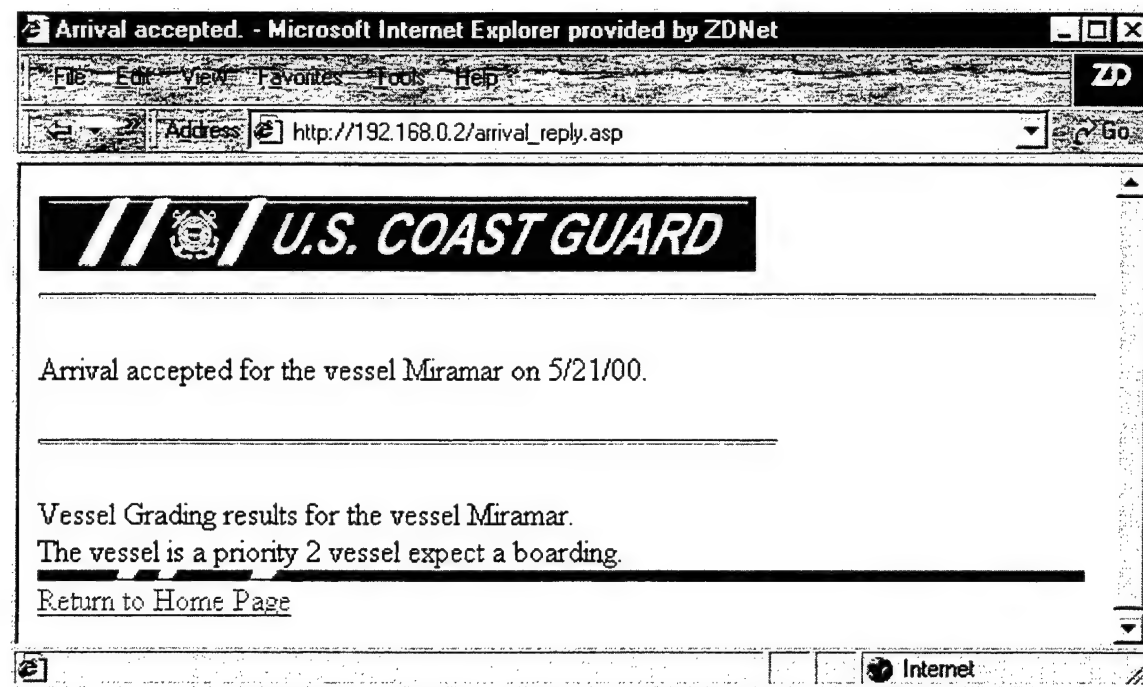 Arrival accepted. - Microsoft Internet Explorer provided by ZDNet
File Edit View Favorites Tools Help
ZD
Address http://192.168.0.2/arrival_reply.asp Go
U.S. COAST GUARD
Arrival accepted for the vessel Miramar on 5/21/00.
Vessel Grading results for the vessel Miramar.
The vessel is a priority 2 vessel expect a boarding.
Return to Home Page
Internet